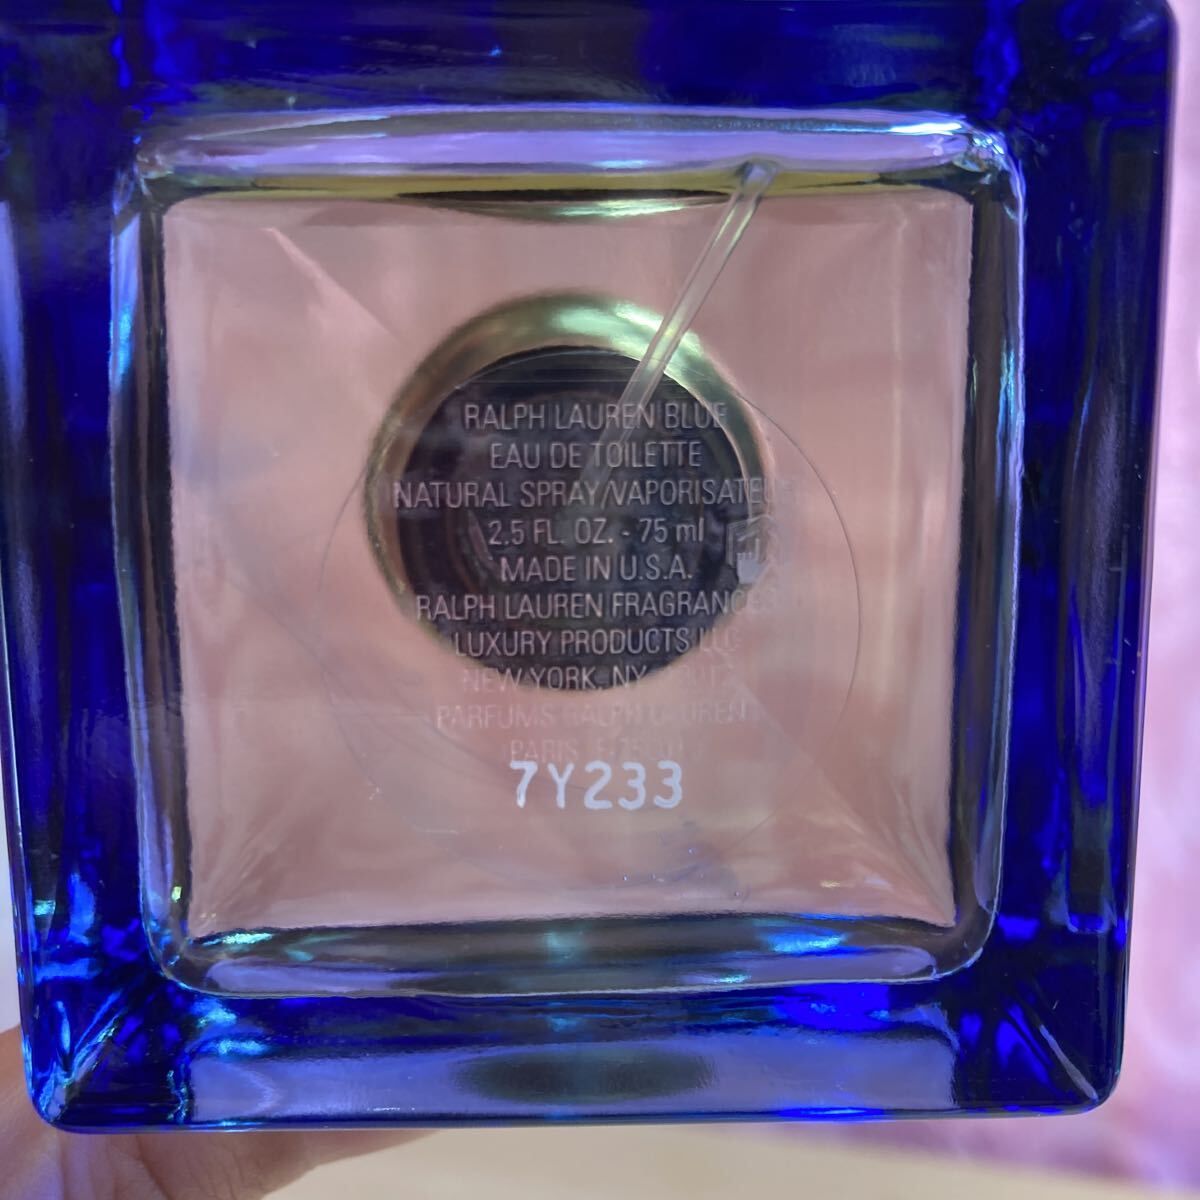 RALPH LAUREN BLUE
EAU DE TOILETTE
NATURAL SPRAY/VAPORISATEUR
2.5 FL. OZ. - 75 ml
MADE IN U.S.A.
RALPH LAUREN FRAGRANCES
LUXURY PRODUCTS LLC
NEW YORK, NY
PARFUMS RALPH LAUREN
PARIS
7Y233